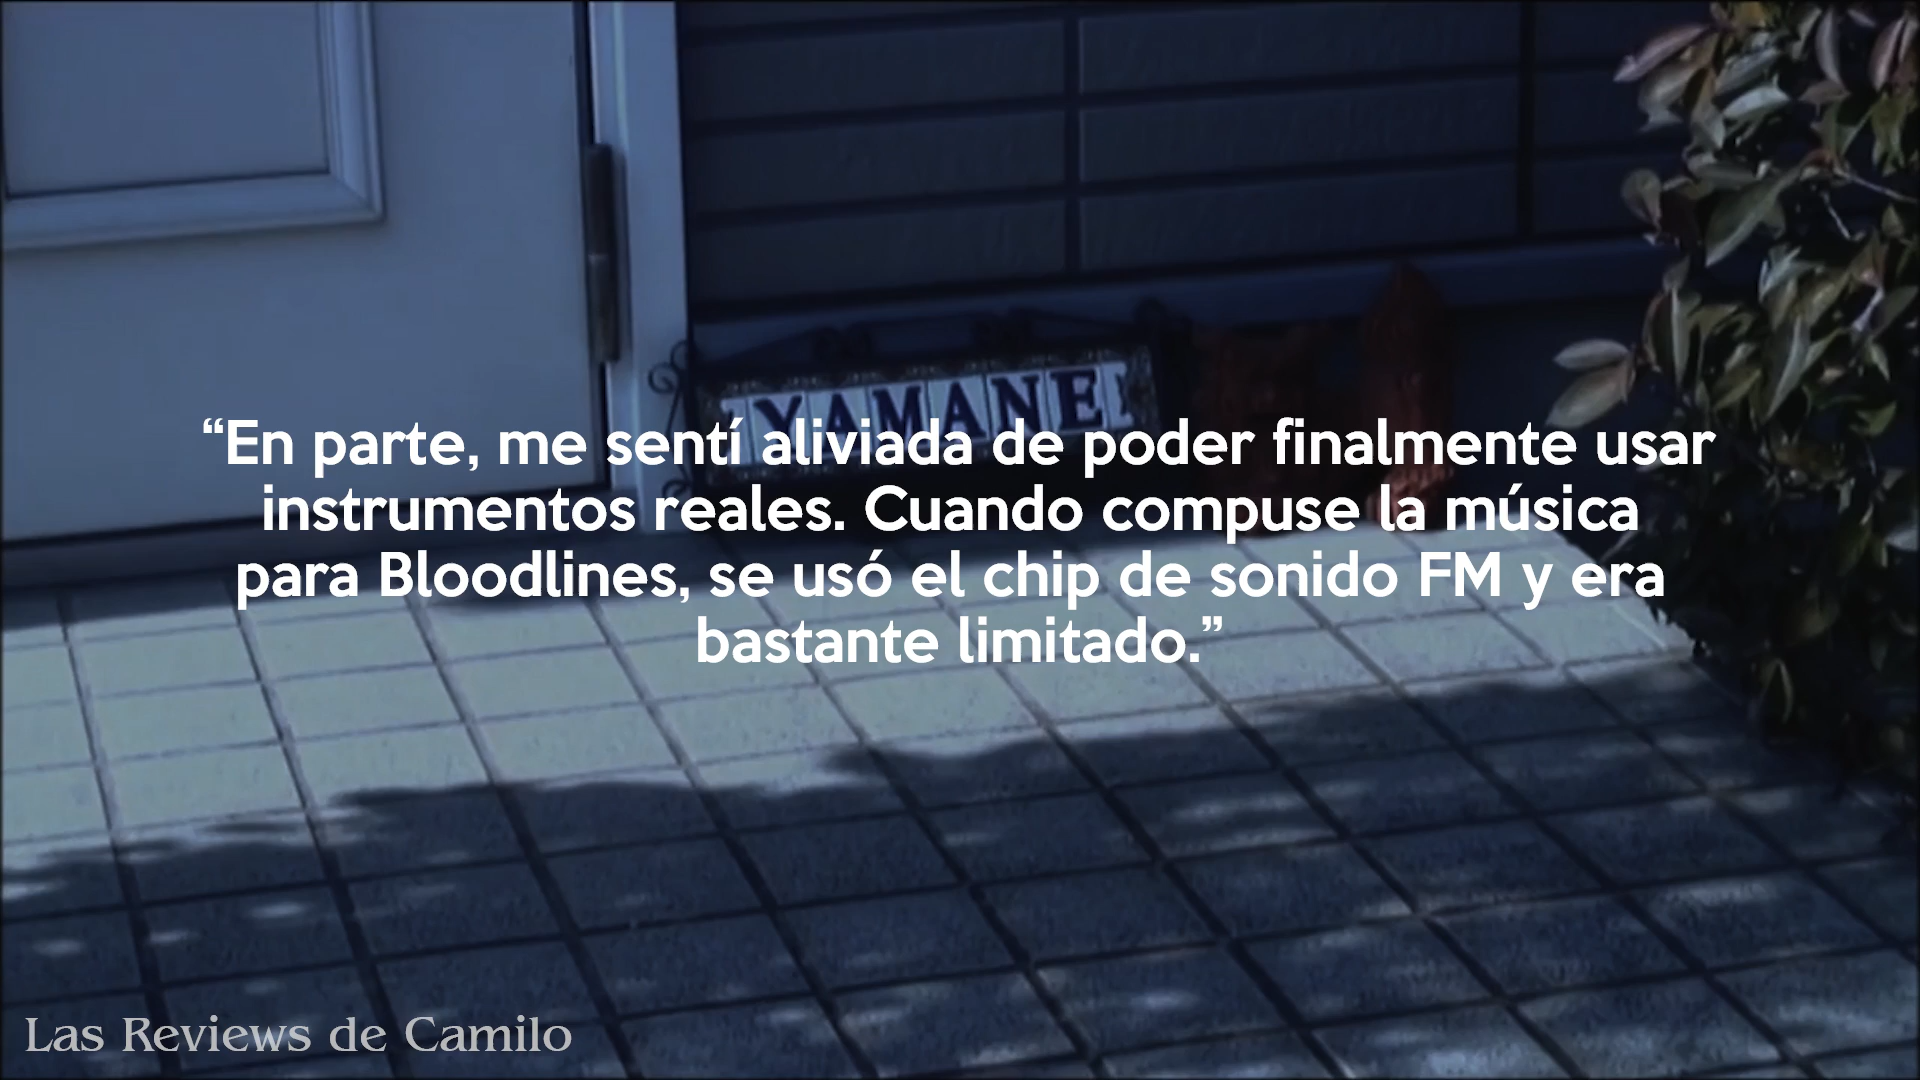 YAMANE
“En parte, me sentí aliviada de poder finalmente usar
instrumentos reales. Cuando compuse la música
para Bloodlines, se usó el chip de sonido FM y era
bastante limitado.”
Las Reviews de Camilo